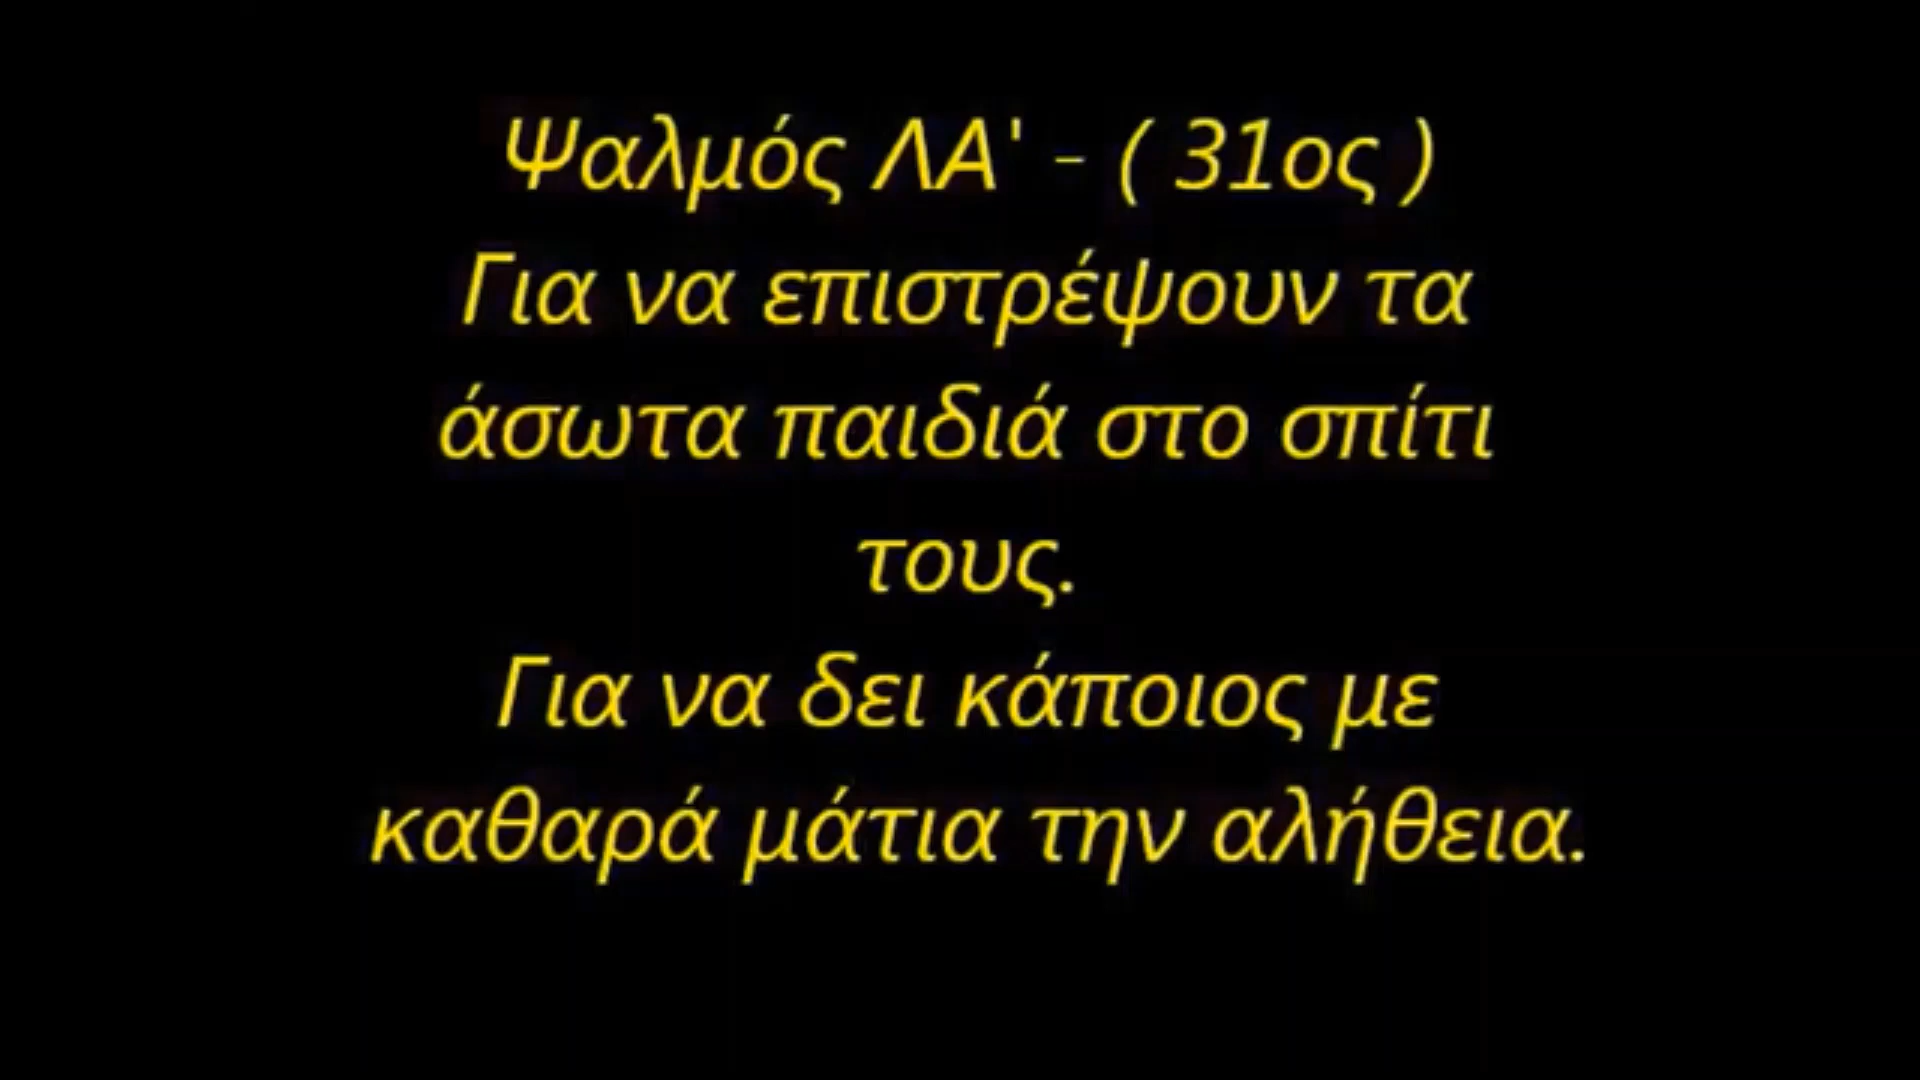 Ψαλμός ΛΑ' - ( 31ος )
Για να επιστρέψουν τα
άσωτα παιδιά στο σπίτι
τους.
Για να δει κάποιος με
καθαρά μάτια την αλήθεια.